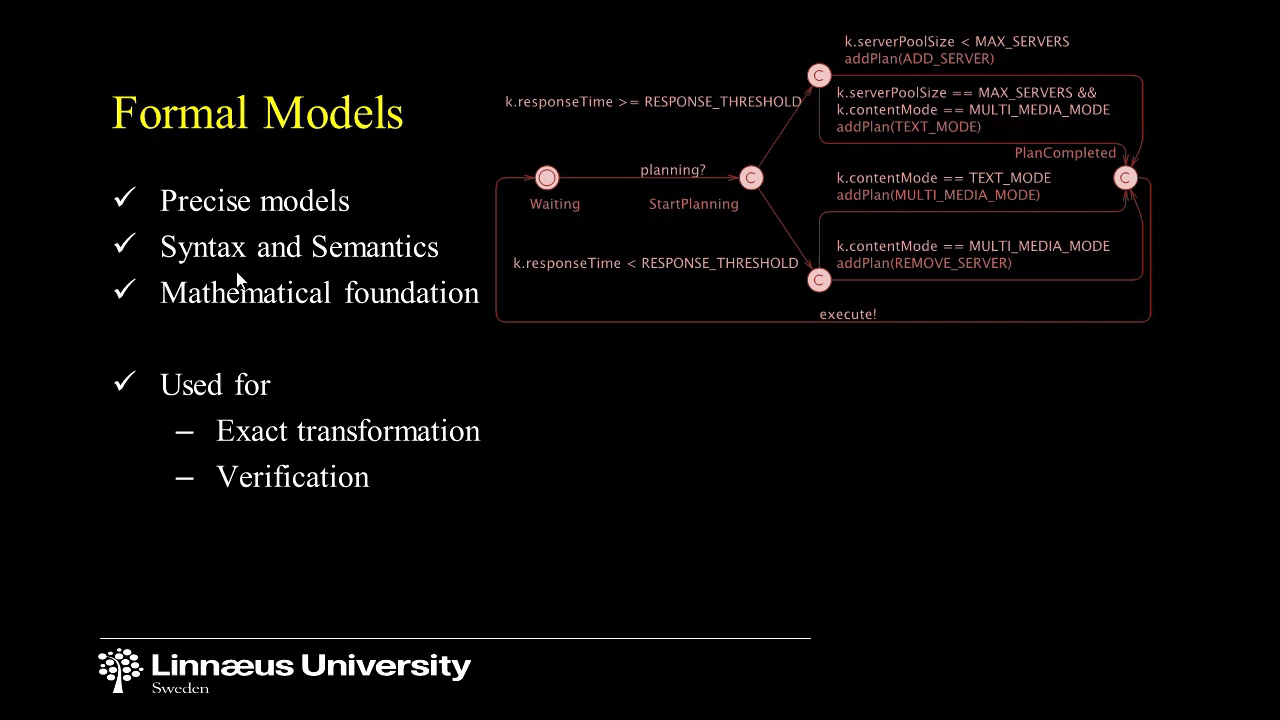 Formal Models
✓ Precise models
✓ Syntax and Semantics
✓ Mathematical foundation
✓ Used for
– Exact transformation
– Verification
k.serverPoolSize < MAX_SERVERS
addPlan(ADD_SERVER)
k.responseTime >= RESPONSE_THRESHOLD
k.serverPoolSize == MAX_SERVERS &&
k.contentMode == MULTI_MEDIA_MODE
addPlan(TEXT_MODE)
C
PlanCompleted
planning?
C
C
Waiting
StartPlanning
k.contentMode == TEXT_MODE
addPlan(MULTI_MEDIA_MODE)
k.responseTime < RESPONSE_THRESHOLD
k.contentMode == MULTI_MEDIA_MODE
addPlan(REMOVE_SERVER)
C
execute!
Linnæus University
Sweden